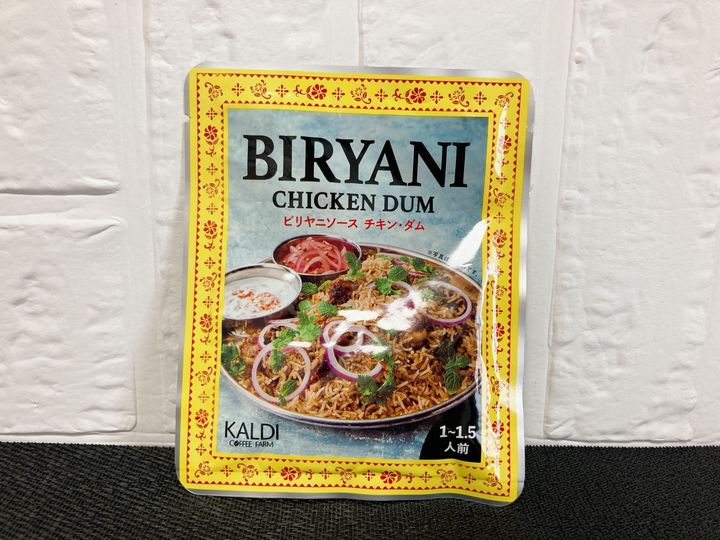 BIRYANI
CHICKEN DUM
ビリヤニソース チキン・ダム
KALDI
COFFEE FARM
1~1.5
人前